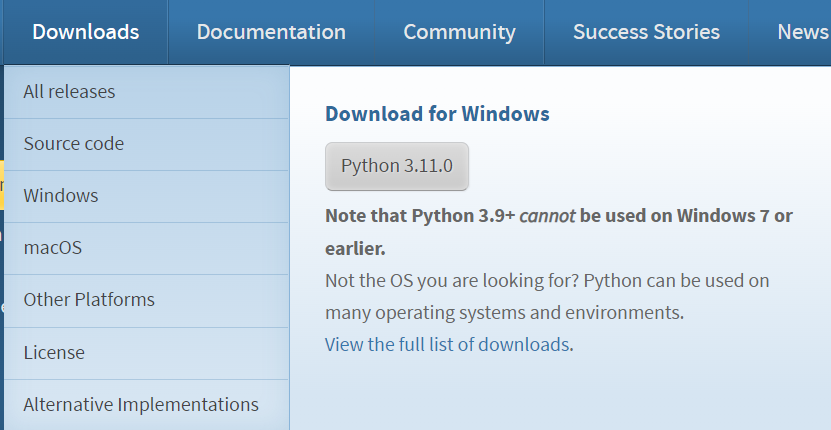 Downloads Documentation Community Success Stories News
All releases
Source code
Windows
macOS
Other Platforms
License
Alternative Implementations
Download for Windows
Python 3.11.0
Note that Python 3.9+ cannot be used on Windows 7 or
earlier.
Not the OS you are looking for? Python can be used on
many operating systems and environments.
View the full list of downloads.